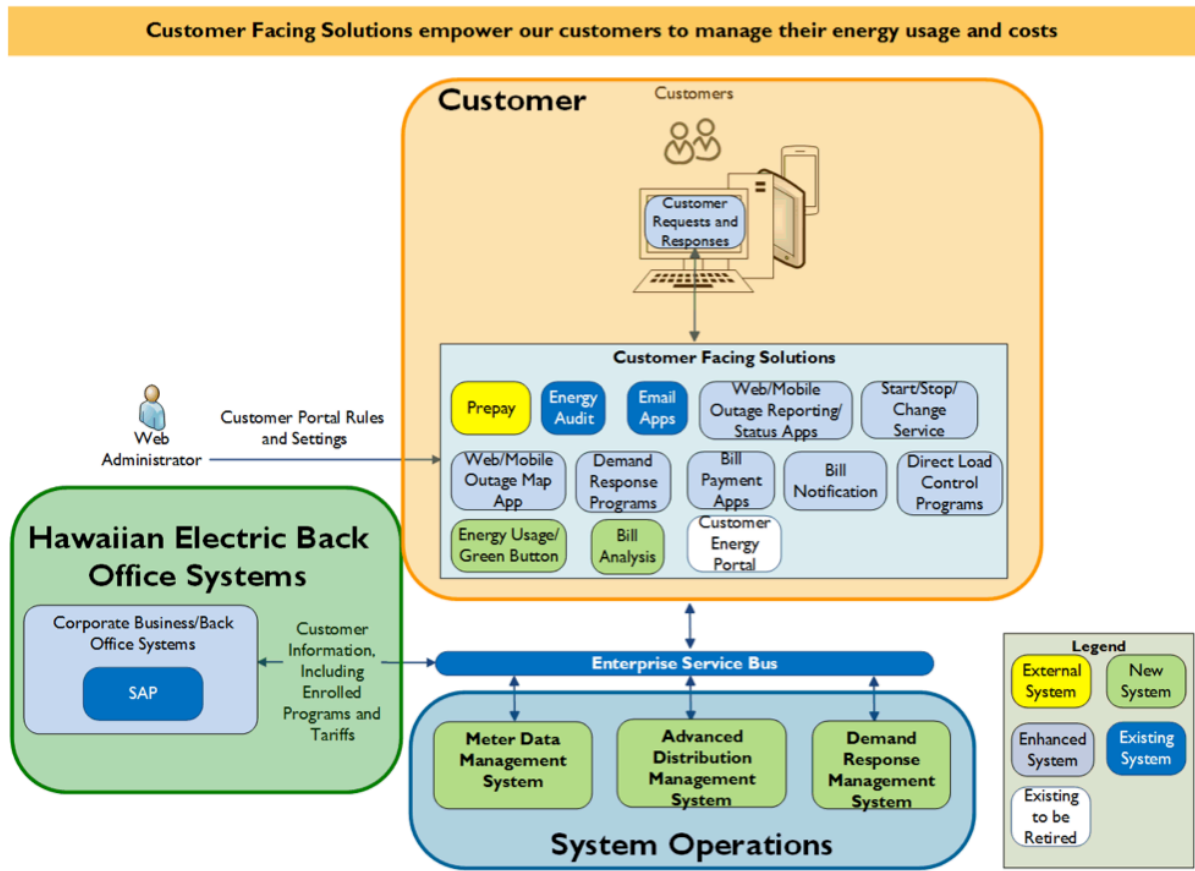 Customer Facing Solutions empower our customers to manage their energy usage and costs
Customer
Customers
Customer
Requests and
Responses
Customer Facing Solutions
Prepay
Energy
Audit
Email
Apps
Web/Mobile
Outage Reporting/
Status Apps
Start/Stop/
Change
Service
Web/Mobile
Outage Map
App
Demand
Response
Programs
Bill
Payment
Apps
Bill
Notification
Direct Load
Control
Programs
Energy Usage/
Green Button
Bill
Analysis
Customer
Energy
Portal
Web
Administrator
Customer Portal Rules
and Settings
Hawaiian Electric Back
Office Systems
Corporate Business/Back
Office Systems
SAP
Customer
Information,
Including
Enrolled
Programs and
Tariffs
Enterprise Service Bus
Meter Data
Management
System
Advanced
Distribution
Management
System
Demand
Response
Management
System
System Operations
Legend
External
System
New
System
Enhanced
System
Existing
System
Existing
to be
Retired